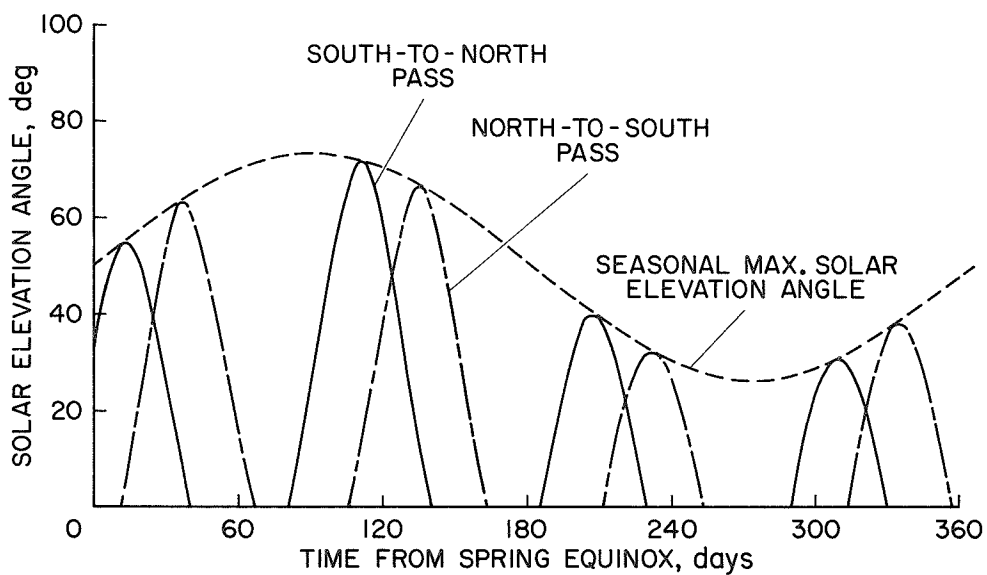 100
80
60
40
20
0
60
120
180
240
300
360
SOLAR ELEVATION ANGLE, deg
SOUTH-TO-NORTH
PASS
NORTH-TO-SOUTH
PASS
SEASONAL MAX. SOLAR
ELEVATION ANGLE
TIME FROM SPRING EQUINOX, days